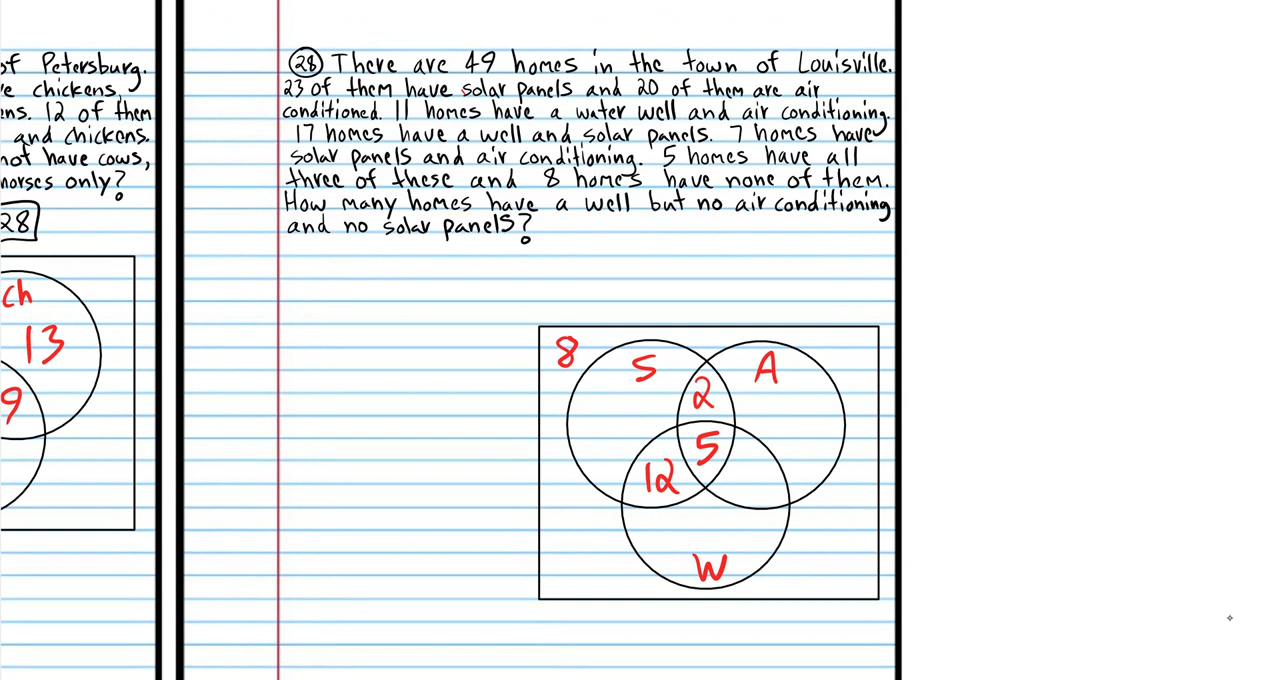 of Petersburg.
ve chickens,
ens. 12 of them
and chickens.
not have cows,
horses only?
28
ch
13
9
28 There are 49 homes in the town of Louisville.
23 of them have solar panels and 20 of them are air
conditioned. 11 homes have a water well and air conditioning.
17 homes have a well and solar panels. 7 homes have
solar panels and air conditioning. 5 homes have all
three of these and 8 homes have none of them.
How many homes have a well but no air conditioning
and no solar panels?
8 S A
2
5
12
W